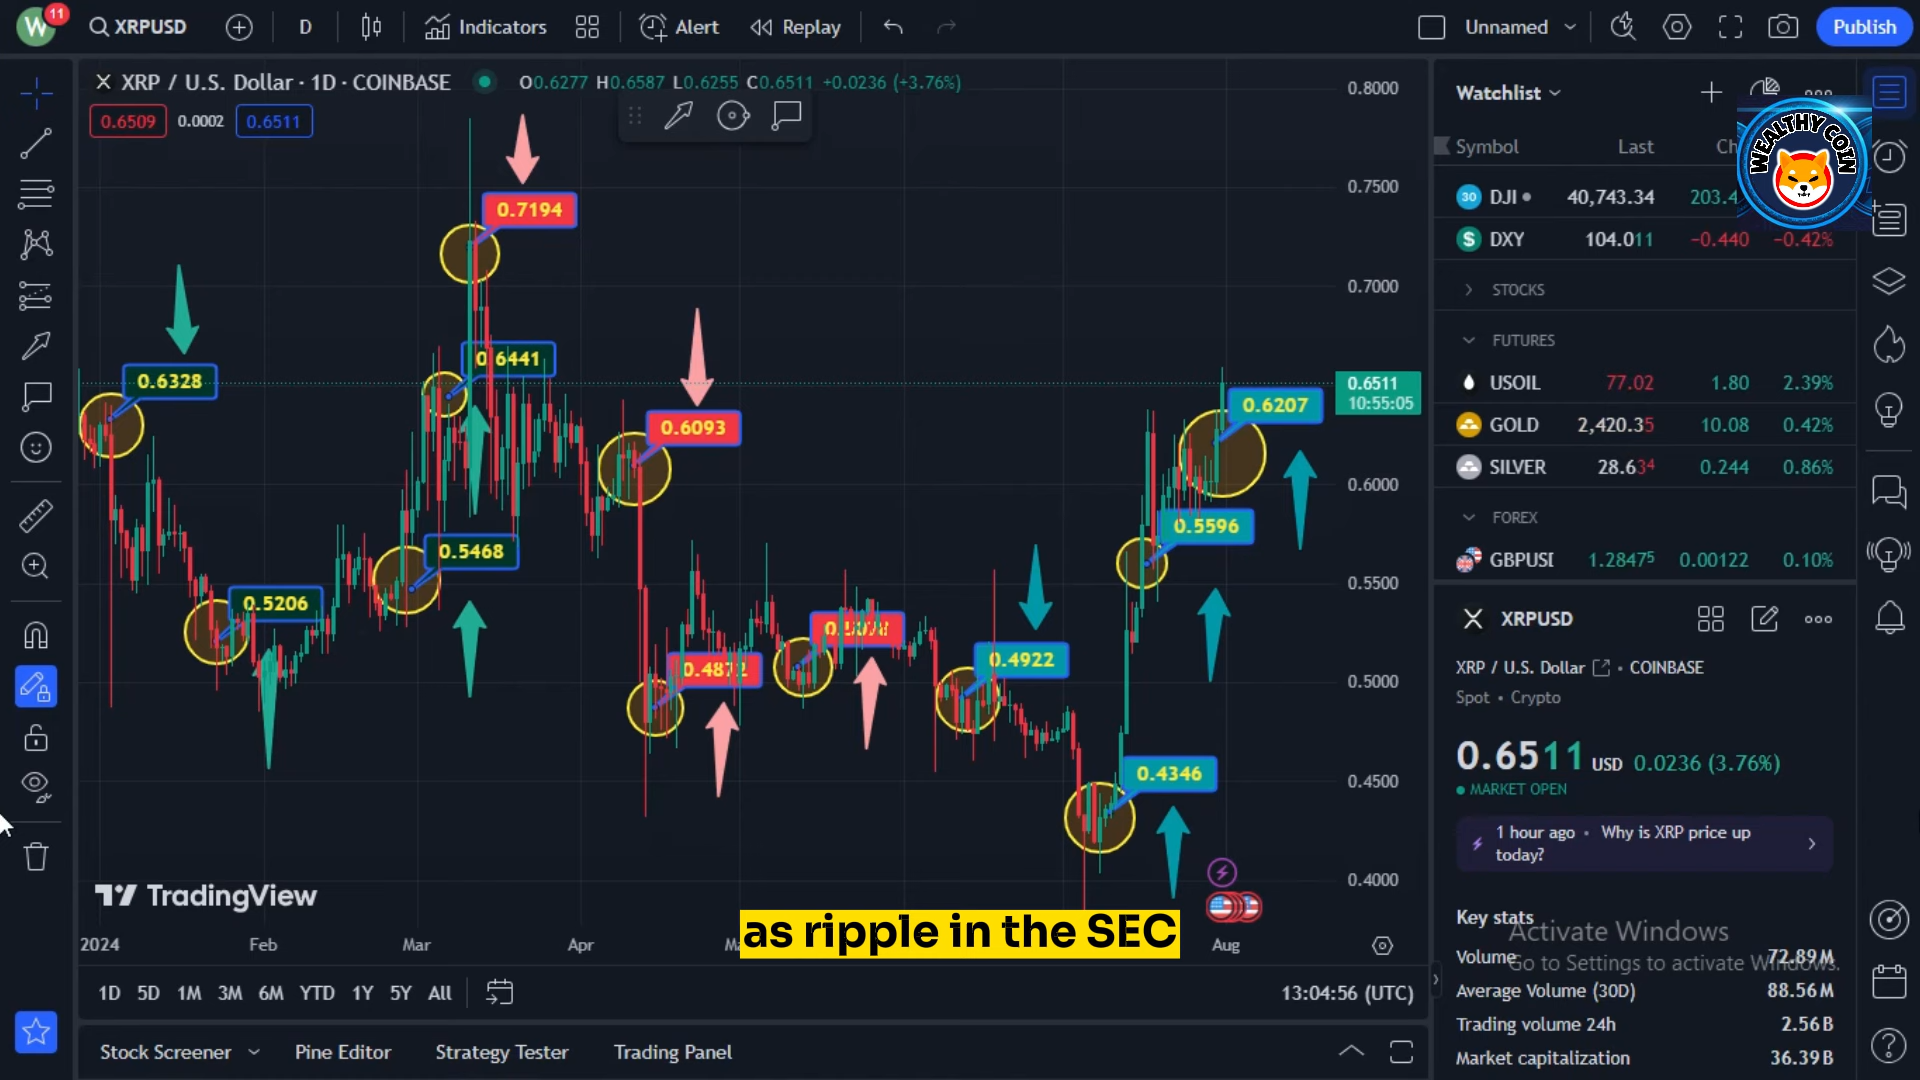 W 11 XRPUSD D Indicators Alert Replay Unnamed Publish
XRP / U.S. Dollar · 1D · COINBASE O0.6277 H0.6587 L0.6255 C0.6511 +0.0236 (+3.76%)
0.6509 0.0002 0.6511
0.8000
0.7500
0.7000
0.6511
10:55:05
0.6000
0.5500
0.5000
0.4500
0.4000
0.7194
0.6441
0.6328
0.6093
0.6207
0.5468
0.5596
0.5206
0.4922
0.4872
0.4346
TradingView
as ripple in the SEC
2024 Feb Mar Apr Aug
1D 5D 1M 3M 6M YTD 1Y 5Y All 13:04:56 (UTC)
Stock Screener Pine Editor Strategy Tester Trading Panel
Watchlist
WEALTHY COIN
Symbol Last
30 DJI 40,743.34
$ DXY 104.011 −0.440 −0.42%
STOCKS
FUTURES
USOIL 77.02 1.80 2.39%
GOLD 2,420.35 10.08 0.42%
SILVER 28.634 0.244 0.86%
FOREX
GBPUSI 1.28475 0.00122 0.10%
XRPUSD
XRP / U.S. Dollar · COINBASE
Spot • Crypto
0.6511 USD 0.0236 (3.76%)
MARKET OPEN
1 hour ago • Why is XRP price up
today?
Key stats
Activate Windows
Go to Settings to activate Windows.
Volume 72.89M
Average Volume (30D) 88.56M
Trading volume 24h 2.56B
Market capitalization 36.39B